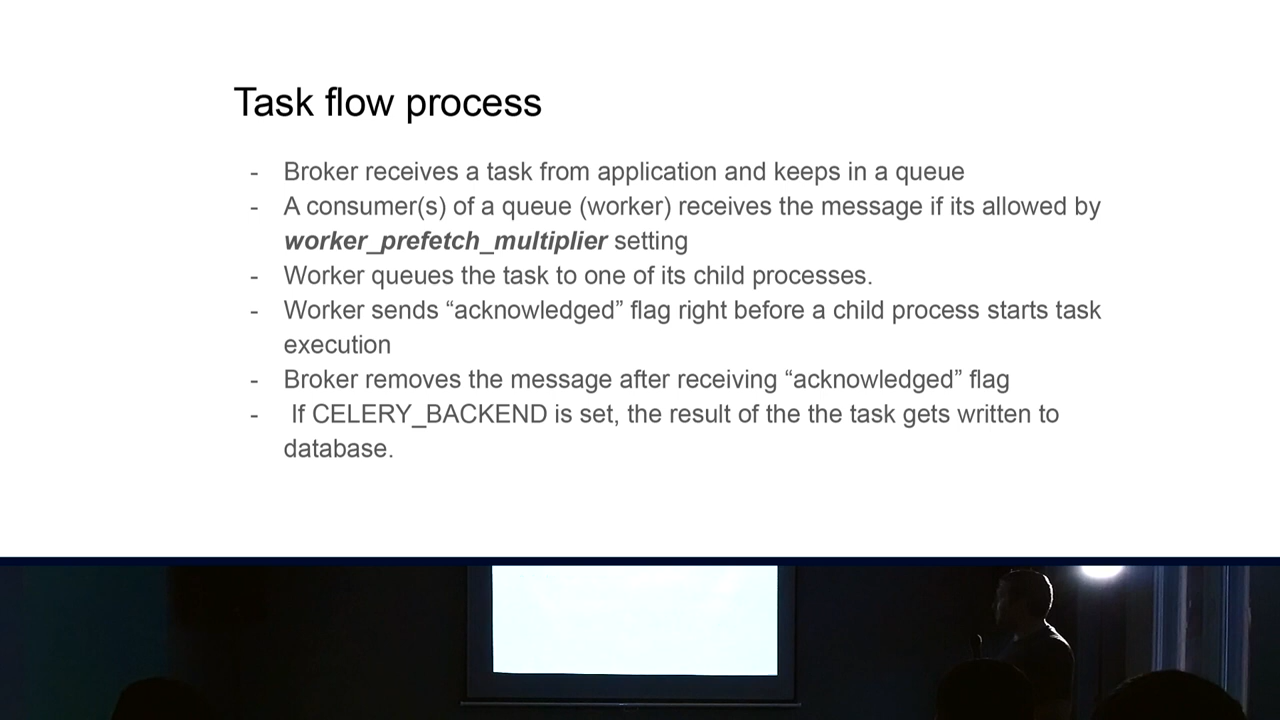 Task flow process
- Broker receives a task from application and keeps in a queue
- A consumer(s) of a queue (worker) receives the message if its allowed by
worker_prefetch_multiplier setting
- Worker queues the task to one of its child processes.
- Worker sends “acknowledged” flag right before a child process starts task
execution
- Broker removes the message after receiving “acknowledged” flag
- If CELERY_BACKEND is set, the result of the the task gets written to
database.